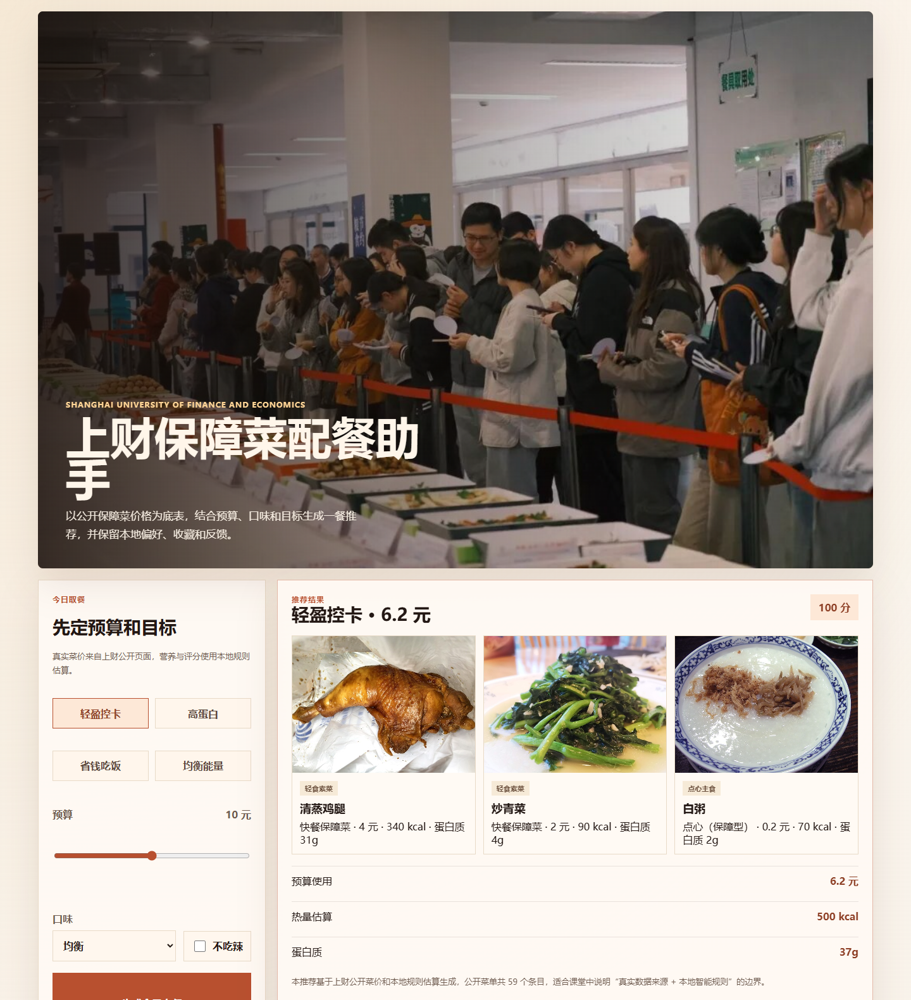 餐具取用处
SHANGHAI UNIVERSITY OF FINANCE AND ECONOMICS
上财保障菜配餐助
手
以公开保障菜价格为底表，结合预算、口味和目标生成一餐推
荐，并保留本地偏好、收藏和反馈。
今日取餐
先定预算和目标
真实菜价来自上财公开页面，营养与评分使用本地规则
估算。
轻盈控卡
高蛋白
省钱吃饭
均衡能量
预算
10 元
口味
均衡
不吃辣
推荐结果
轻盈控卡 · 6.2 元
100 分
轻食素菜
清蒸鸡腿
快餐保障菜 · 4 元 · 340 kcal · 蛋白质
31g
轻食素菜
炒青菜
快餐保障菜 · 2 元 · 90 kcal · 蛋白质
4g
点心主食
白粥
点心（保障型） · 0.2 元 · 70 kcal · 蛋
白质 2g
预算使用
6.2 元
热量估算
500 kcal
蛋白质
37g
本推荐基于上财公开菜价和本地规则估算生成，公开菜单共 59 个条目，适合课堂中说明“真实数据来源 + 本地智能规则”的边界。